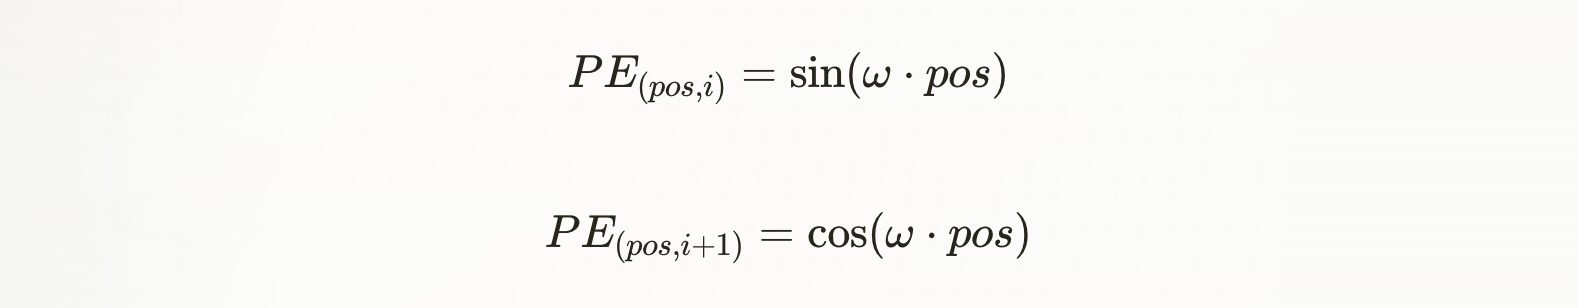 PE_{(pos,i)} = sin(ω · pos)
PE_{(pos,i+1)} = cos(ω · pos)